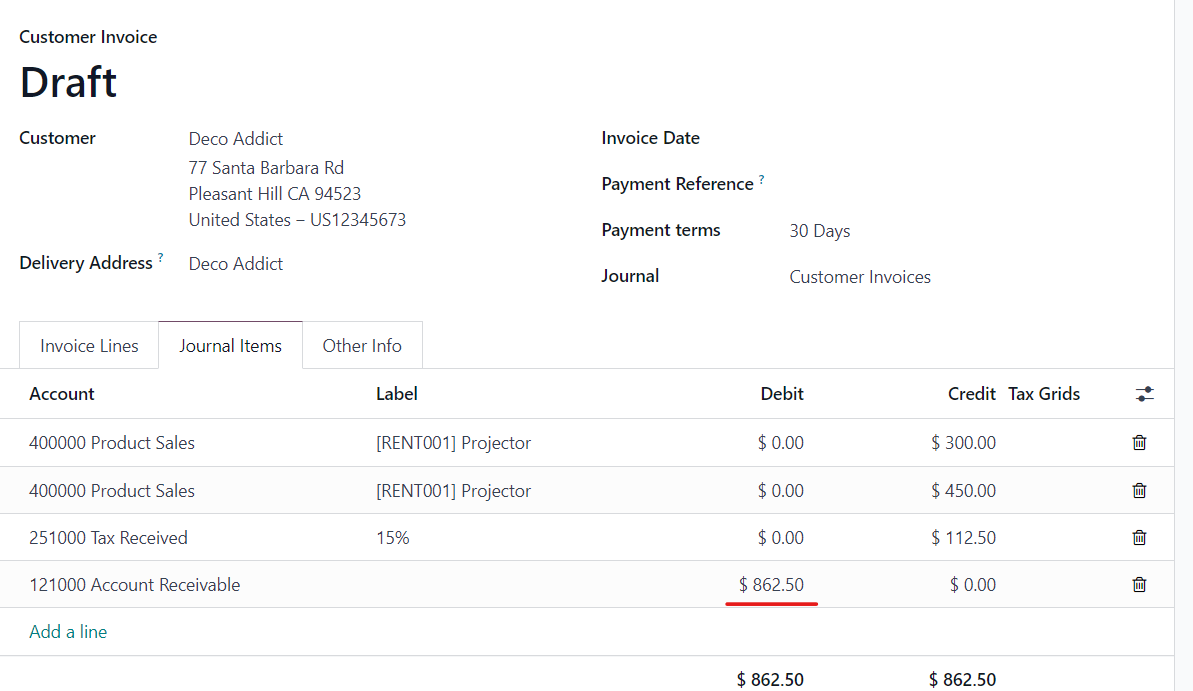 Customer Invoice
Draft
Customer
Deco Addict
77 Santa Barbara Rd
Pleasant Hill CA 94523
United States – US12345673
Delivery Address ?
Deco Addict
Invoice Date
Payment Reference ?
Payment terms
30 Days
Journal
Customer Invoices
Invoice Lines
Journal Items
Other Info
Account Label Debit Credit Tax Grids
400000 Product Sales [RENT001] Projector $ 0.00 $ 300.00
400000 Product Sales [RENT001] Projector $ 0.00 $ 450.00
251000 Tax Received 15% $ 0.00 $ 112.50
121000 Account Receivable $ 862.50 $ 0.00
Add a line
$ 862.50 $ 862.50